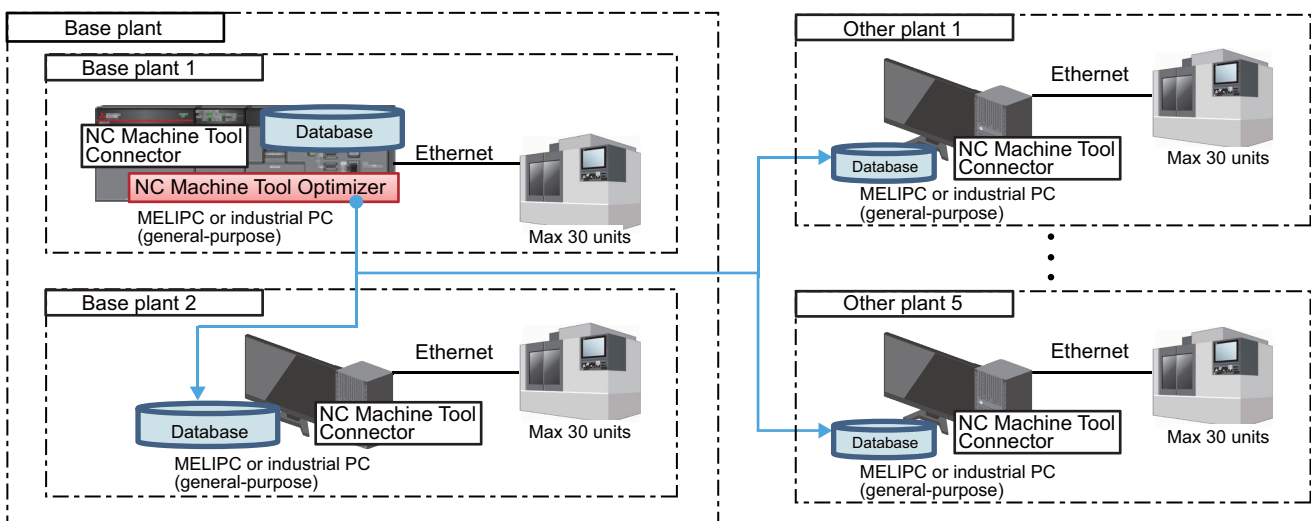 Base plant
Base plant 1
NC Machine Tool
Connector
Database
NC Machine Tool Optimizer
Ethernet
MELIPC or industrial PC
(general-purpose)
Max 30 units
Base plant 2
Ethernet
NC Machine Tool
Connector
Database
Max 30 units
MELIPC or industrial PC
(general-purpose)
Other plant 1
Ethernet
NC Machine Tool
Connector
Database
Max 30 units
MELIPC or industrial PC
(general-purpose)
Other plant 5
Ethernet
NC Machine Tool
Connector
Database
Max 30 units
MELIPC or industrial PC
(general-purpose)